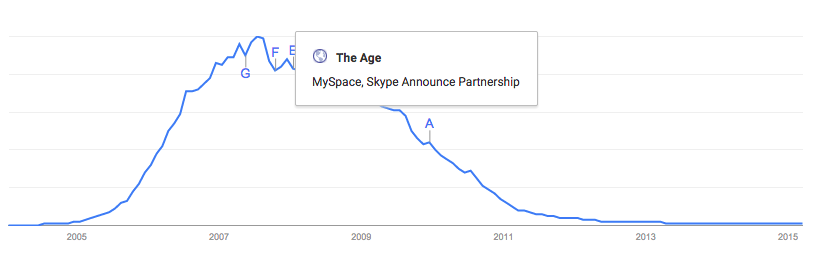 The Age
MySpace, Skype Announce Partnership
G
F
E
A
2005 2007 2009 2011 2013 2015